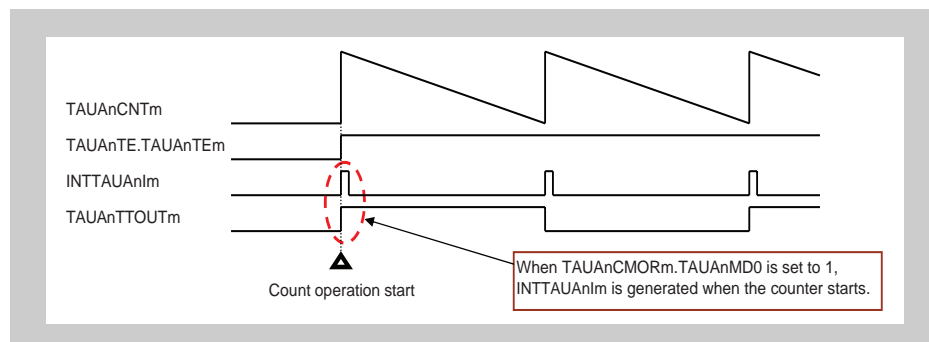 TAUAnCNTm
TAUAnTE.TAUAnTEm
INTTAUAnIm
TAUAnTTOUTm
When TAUAnCMORm.TAUAnMD0 is set to 1,
INTTAUAnIm is generated when the counter starts.
Count operation start